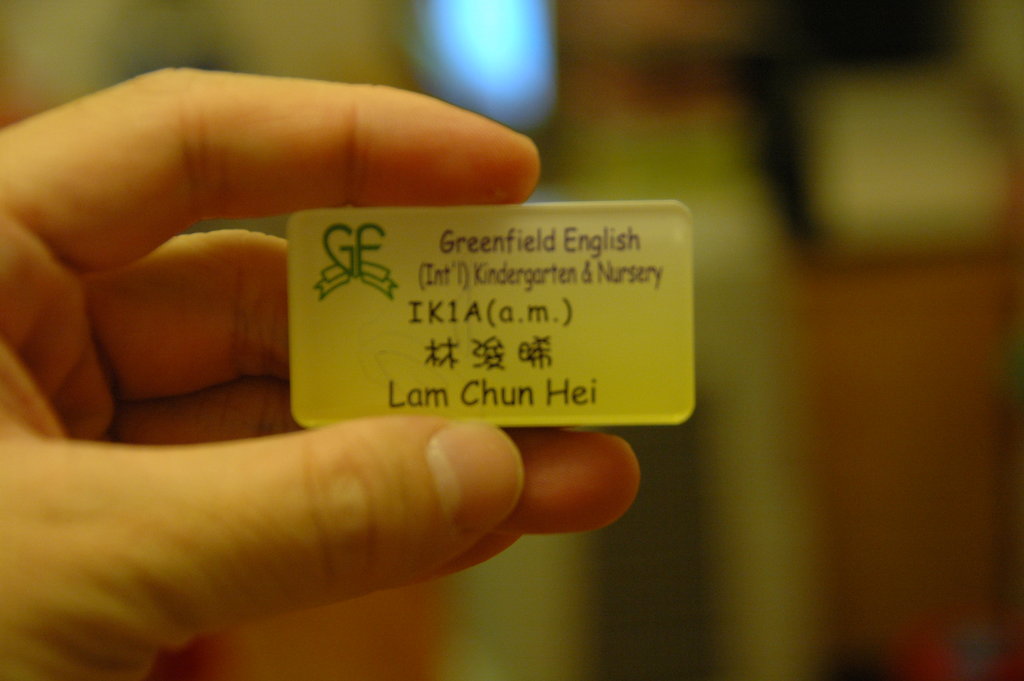 GE
Greenfield English
(Int'l) Kindergarten & Nursery
IK1A(a.m.)
林浚晞
Lam Chun Hei